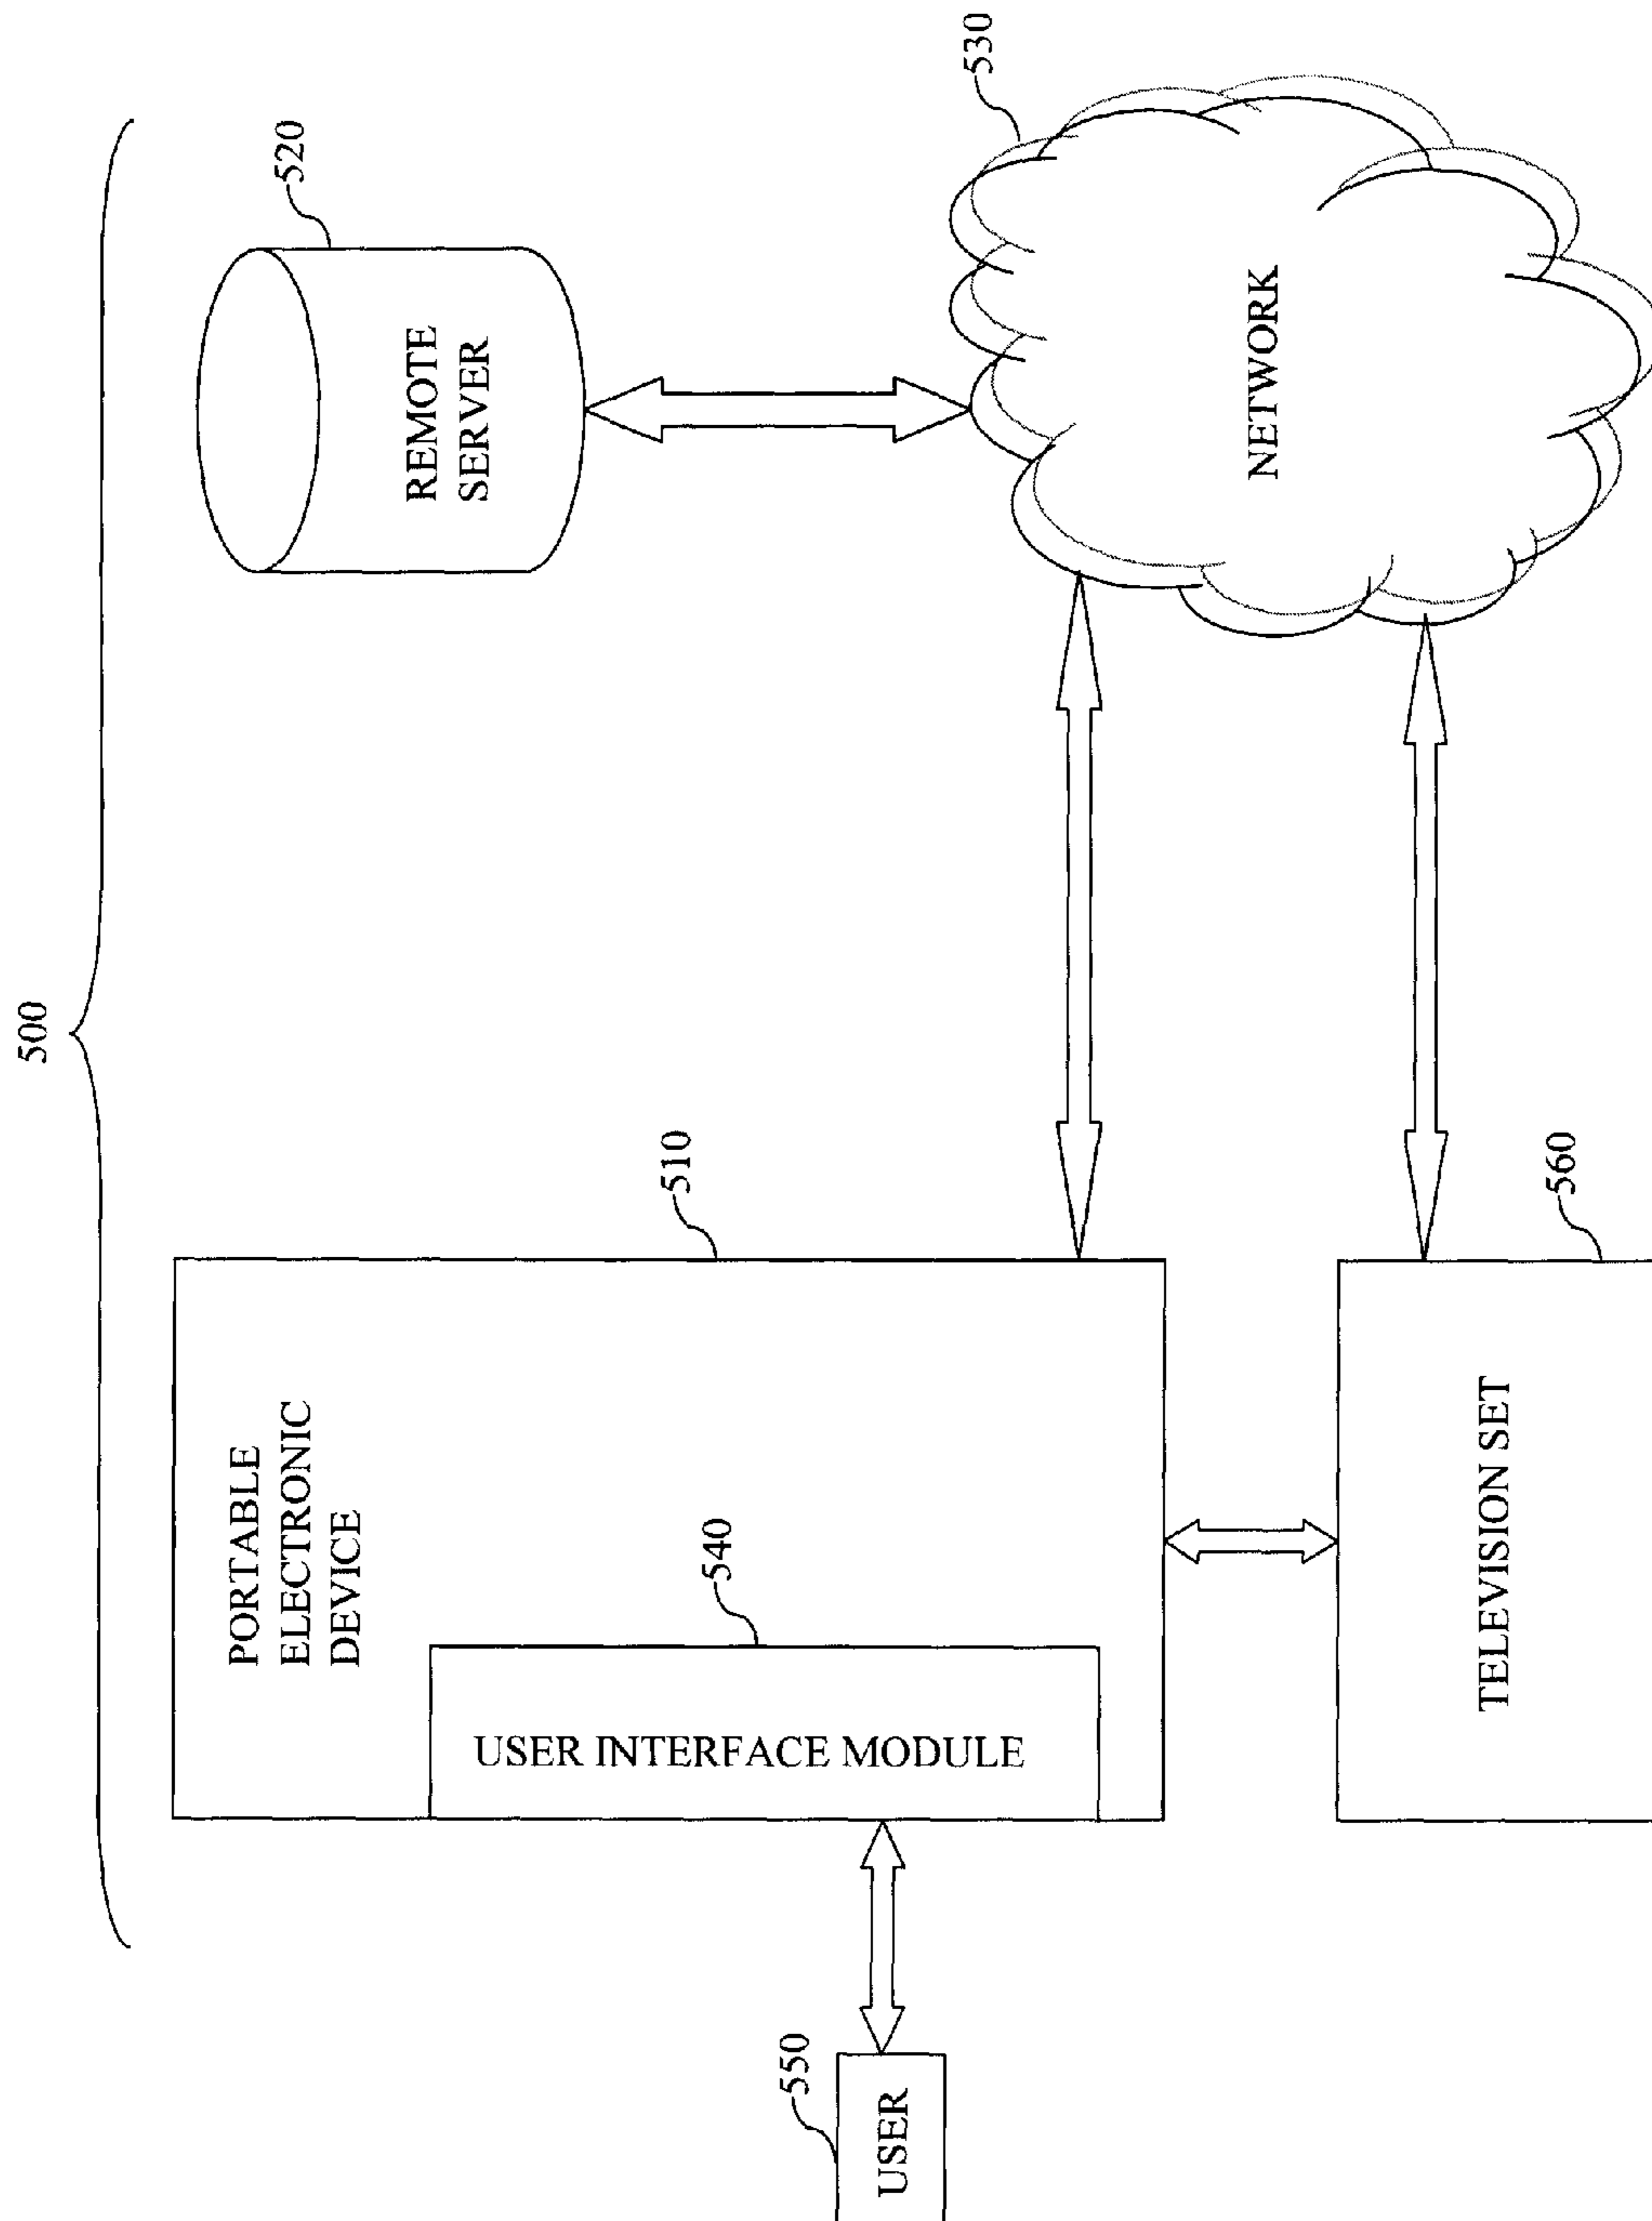 500
520
REMOTE
SERVER
530
NETWORK
510
PORTABLE
ELECTRONIC
DEVICE
540
USER INTERFACE MODULE
550
USER
560
TELEVISION SET